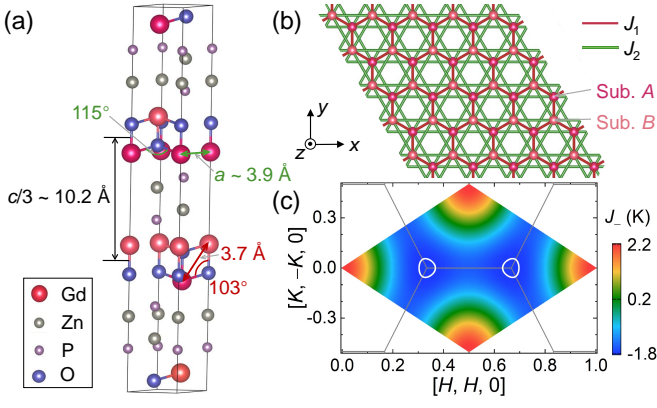 (a)
115°
a ~ 3.9 Å
c/3 ~ 10.2 Å
3.7 Å
103°
Gd
Zn
P
O
(b)
J₁
J₂
Sub. A
Sub. B
y
z
x
(c)
J₋ (K)
[K, −K, 0]
0.3
0.0
-0.3
0.0
0.2
0.4
0.6
0.8
1.0
[H, H, 0]
2.2
0.2
-1.8